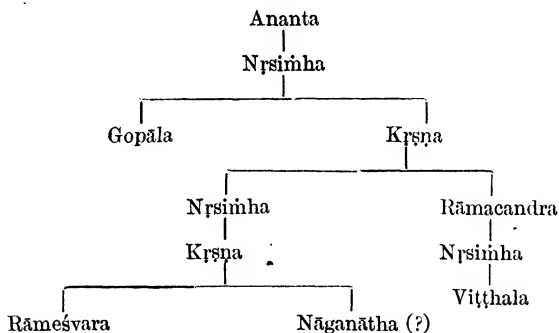 Ananta
Nṛsiṁha
Gopāla Kṛṣṇa
Nṛsiṁha Rāmacandra
Kṛṣṇa Nṛsiṁha
Viṭṭhala
Rāmeśvara Nāganātha (?)